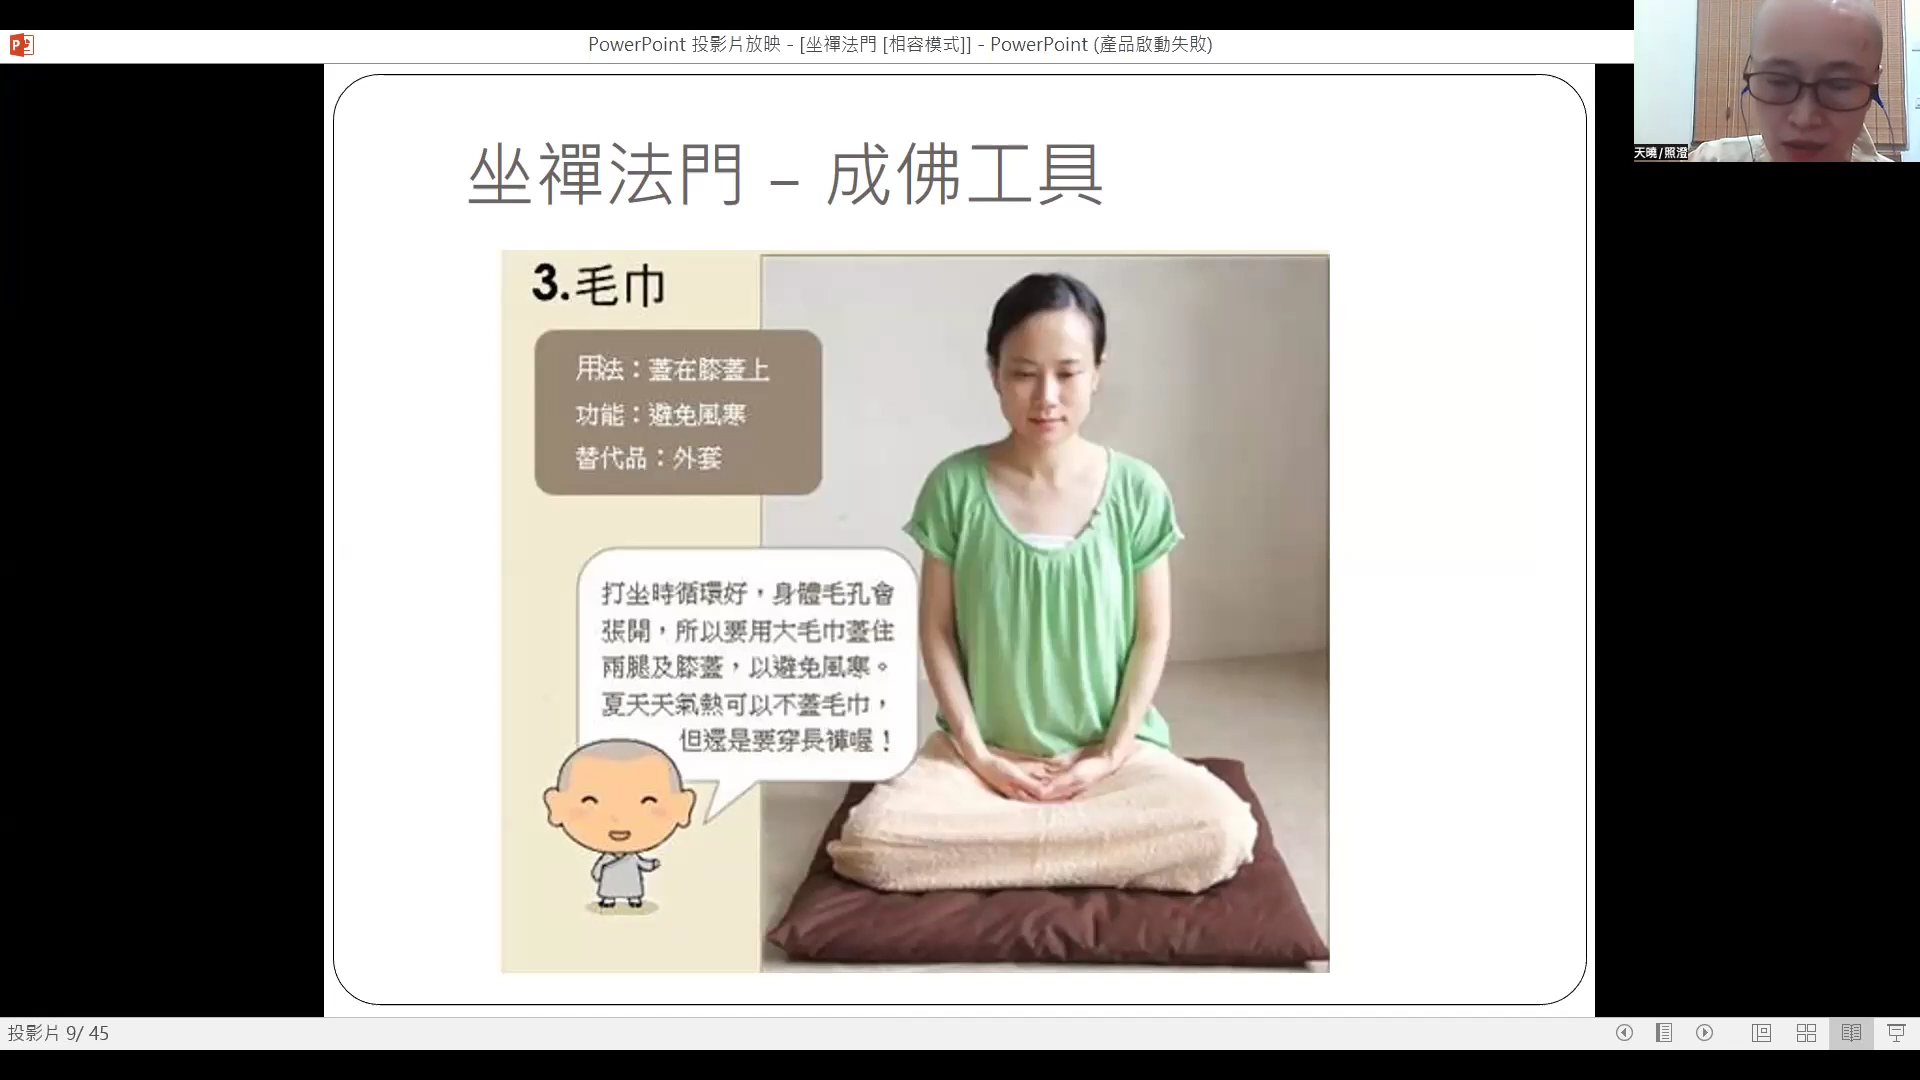 PowerPoint 投影片放映 - [坐禪法門 [相容模式]] - PowerPoint (產品啟動失敗)
天曉/照澄
坐禪法門 – 成佛工具
3.毛巾
用法：蓋在膝蓋上
功能：避免風寒
替代品：外套
打坐時循環好，身體毛孔會
張開，所以要用大毛巾蓋住
兩腿及膝蓋，以避免風寒。
夏天天氣熱可以不蓋毛巾，
但還是要穿長褲喔！
投影片 9/ 45